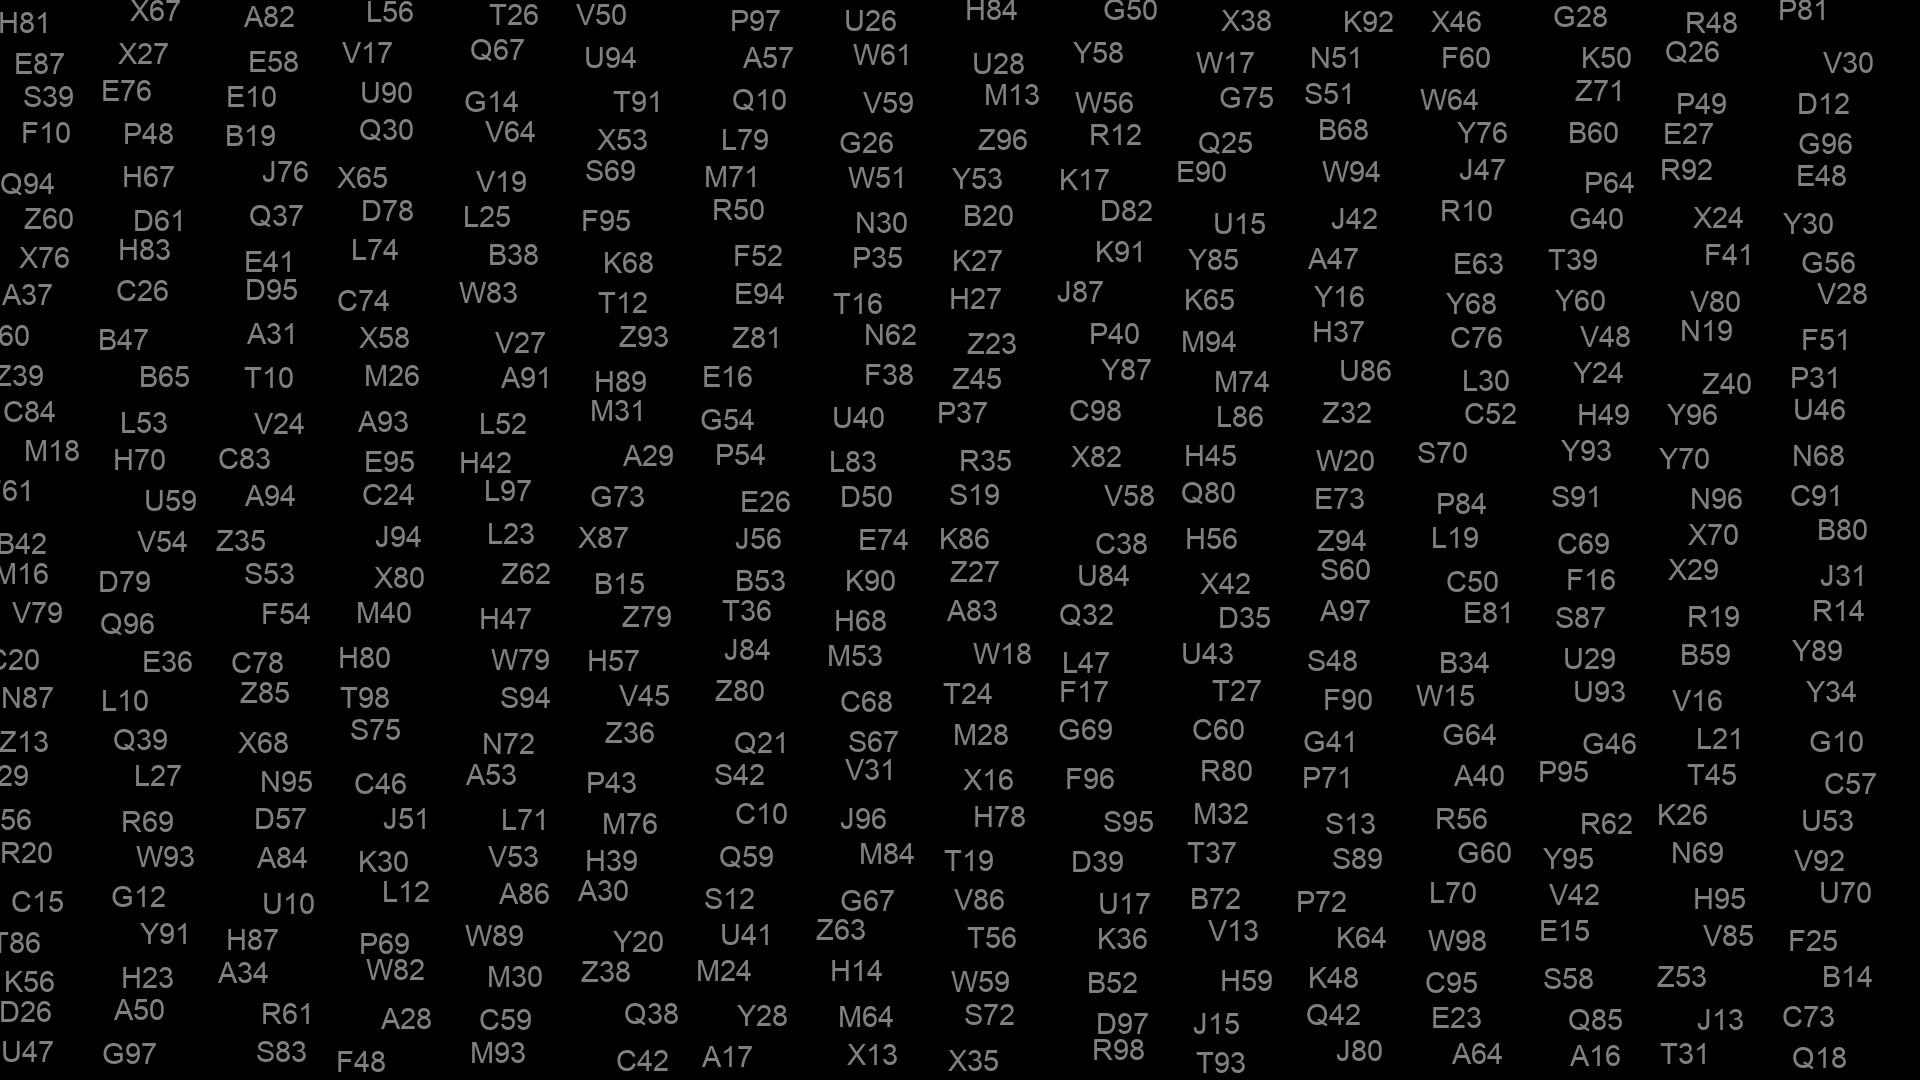 H81 X67 A82 L56 T26 V50 P97 U26 H84 G50 X38 K92 X46 G28 R48 P81
E87 X27 E58 V17 Q67 U94 A57 W61 U28 Y58 W17 N51 F60 K50 Q26 V30
S39 E76 E10 U90 G14 T91 Q10 V59 M13 W56 G75 S51 W64 Z71 P49 D12
F10 P48 B19 Q30 V64 X53 L79 G26 Z96 R12 Q25 B68 Y76 B60 E27 G96
Q94 H67 J76 X65 V19 S69 M71 W51 Y53 K17 E90 W94 J47 P64 R92 E48
Z60 D61 Q37 D78 L25 F95 R50 N30 B20 D82 U15 J42 R10 G40 X24 Y30
X76 H83 E41 L74 B38 K68 F52 P35 K27 K91 Y85 A47 E63 T39 F41 G56
A37 C26 D95 C74 W83 T12 E94 T16 H27 J87 K65 Y16 Y68 Y60 V80 V28
60 B47 A31 X58 V27 Z93 Z81 N62 Z23 P40 M94 H37 C76 V48 N19 F51
Z39 B65 T10 M26 A91 H89 E16 F38 Z45 Y87 M74 U86 L30 Y24 Z40 P31
C84 L53 V24 A93 L52 M31 G54 U40 P37 C98 L86 Z32 C52 H49 Y96 U46
M18 H70 C83 E95 H42 A29 P54 L83 R35 X82 H45 W20 S70 Y93 Y70 N68
61 U59 A94 C24 L97 G73 E26 D50 S19 V58 Q80 E73 P84 S91 N96 C91
B42 V54 Z35 J94 L23 X87 J56 E74 K86 C38 H56 Z94 L19 C69 X70 B80
M16 D79 S53 X80 Z62 B15 B53 K90 Z27 U84 X42 S60 C50 F16 X29 J31
V79 Q96 F54 M40 H47 Z79 T36 H68 A83 Q32 D35 A97 E81 S87 R19 R14
C20 E36 C78 H80 W79 H57 J84 M53 W18 L47 U43 S48 B34 U29 B59 Y89
N87 L10 Z85 T98 S94 V45 Z80 C68 T24 F17 T27 F90 W15 U93 V16 Y34
Z13 Q39 X68 S75 N72 Z36 Q21 S67 M28 G69 C60 G41 G64 G46 L21 G10
29 L27 N95 C46 A53 P43 S42 V31 X16 F96 R80 P71 A40 P95 T45 C57
56 R69 D57 J51 L71 M76 C10 J96 H78 S95 M32 S13 R56 R62 K26 U53
R20 W93 A84 K30 V53 H39 Q59 M84 T19 D39 T37 S89 G60 Y95 N69 V92
C15 G12 U10 L12 A86 A30 S12 G67 V86 U17 B72 P72 L70 V42 H95 U70
T86 Y91 H87 P69 W89 Y20 U41 Z63 T56 K36 V13 K64 W98 E15 V85 F25
K56 H23 A34 W82 M30 Z38 M24 H14 W59 B52 H59 K48 C95 S58 Z53 B14
D26 A50 R61 A28 C59 Q38 Y28 M64 S72 D97 J15 Q42 E23 Q85 J13 C73
U47 G97 S83 F48 M93 C42 A17 X13 X35 R98 T93 J80 A64 A16 T31 Q18